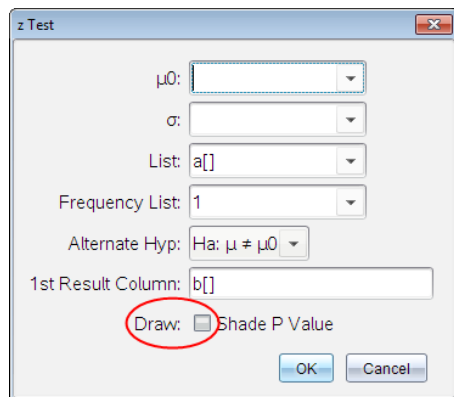 z Test
μ0:
σ:
List: a[]
Frequency List: 1
Alternate Hyp: Ha: μ ≠ μ0
1st Result Column: b[]
Draw: Shade P Value
OK Cancel